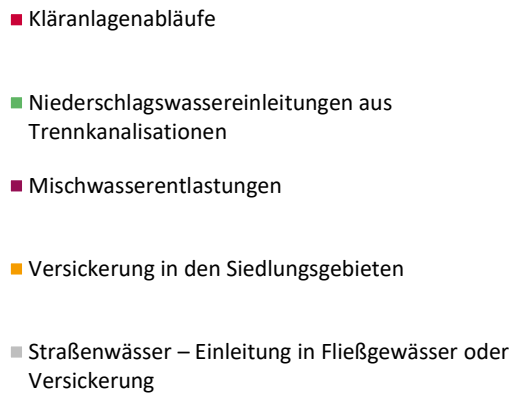 Kläranlagenabläufe
Niederschlagswassereinleitungen aus
Trennkanalisationen
Mischwasserentlastungen
Versickerung in den Siedlungsgebieten
Straßenwässer – Einleitung in Fließgewässer oder
Versickerung